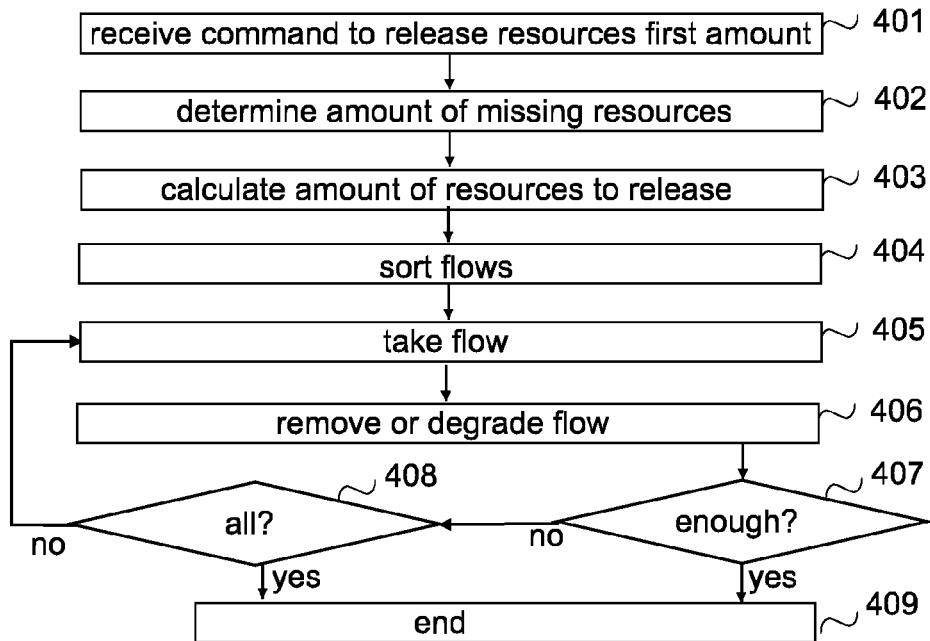 receive command to release resources first amount 401
determine amount of missing resources 402
calculate amount of resources to release 403
sort flows 404
take flow 405
remove or degrade flow 406
408 407
all? enough?
no no
yes yes
end 409